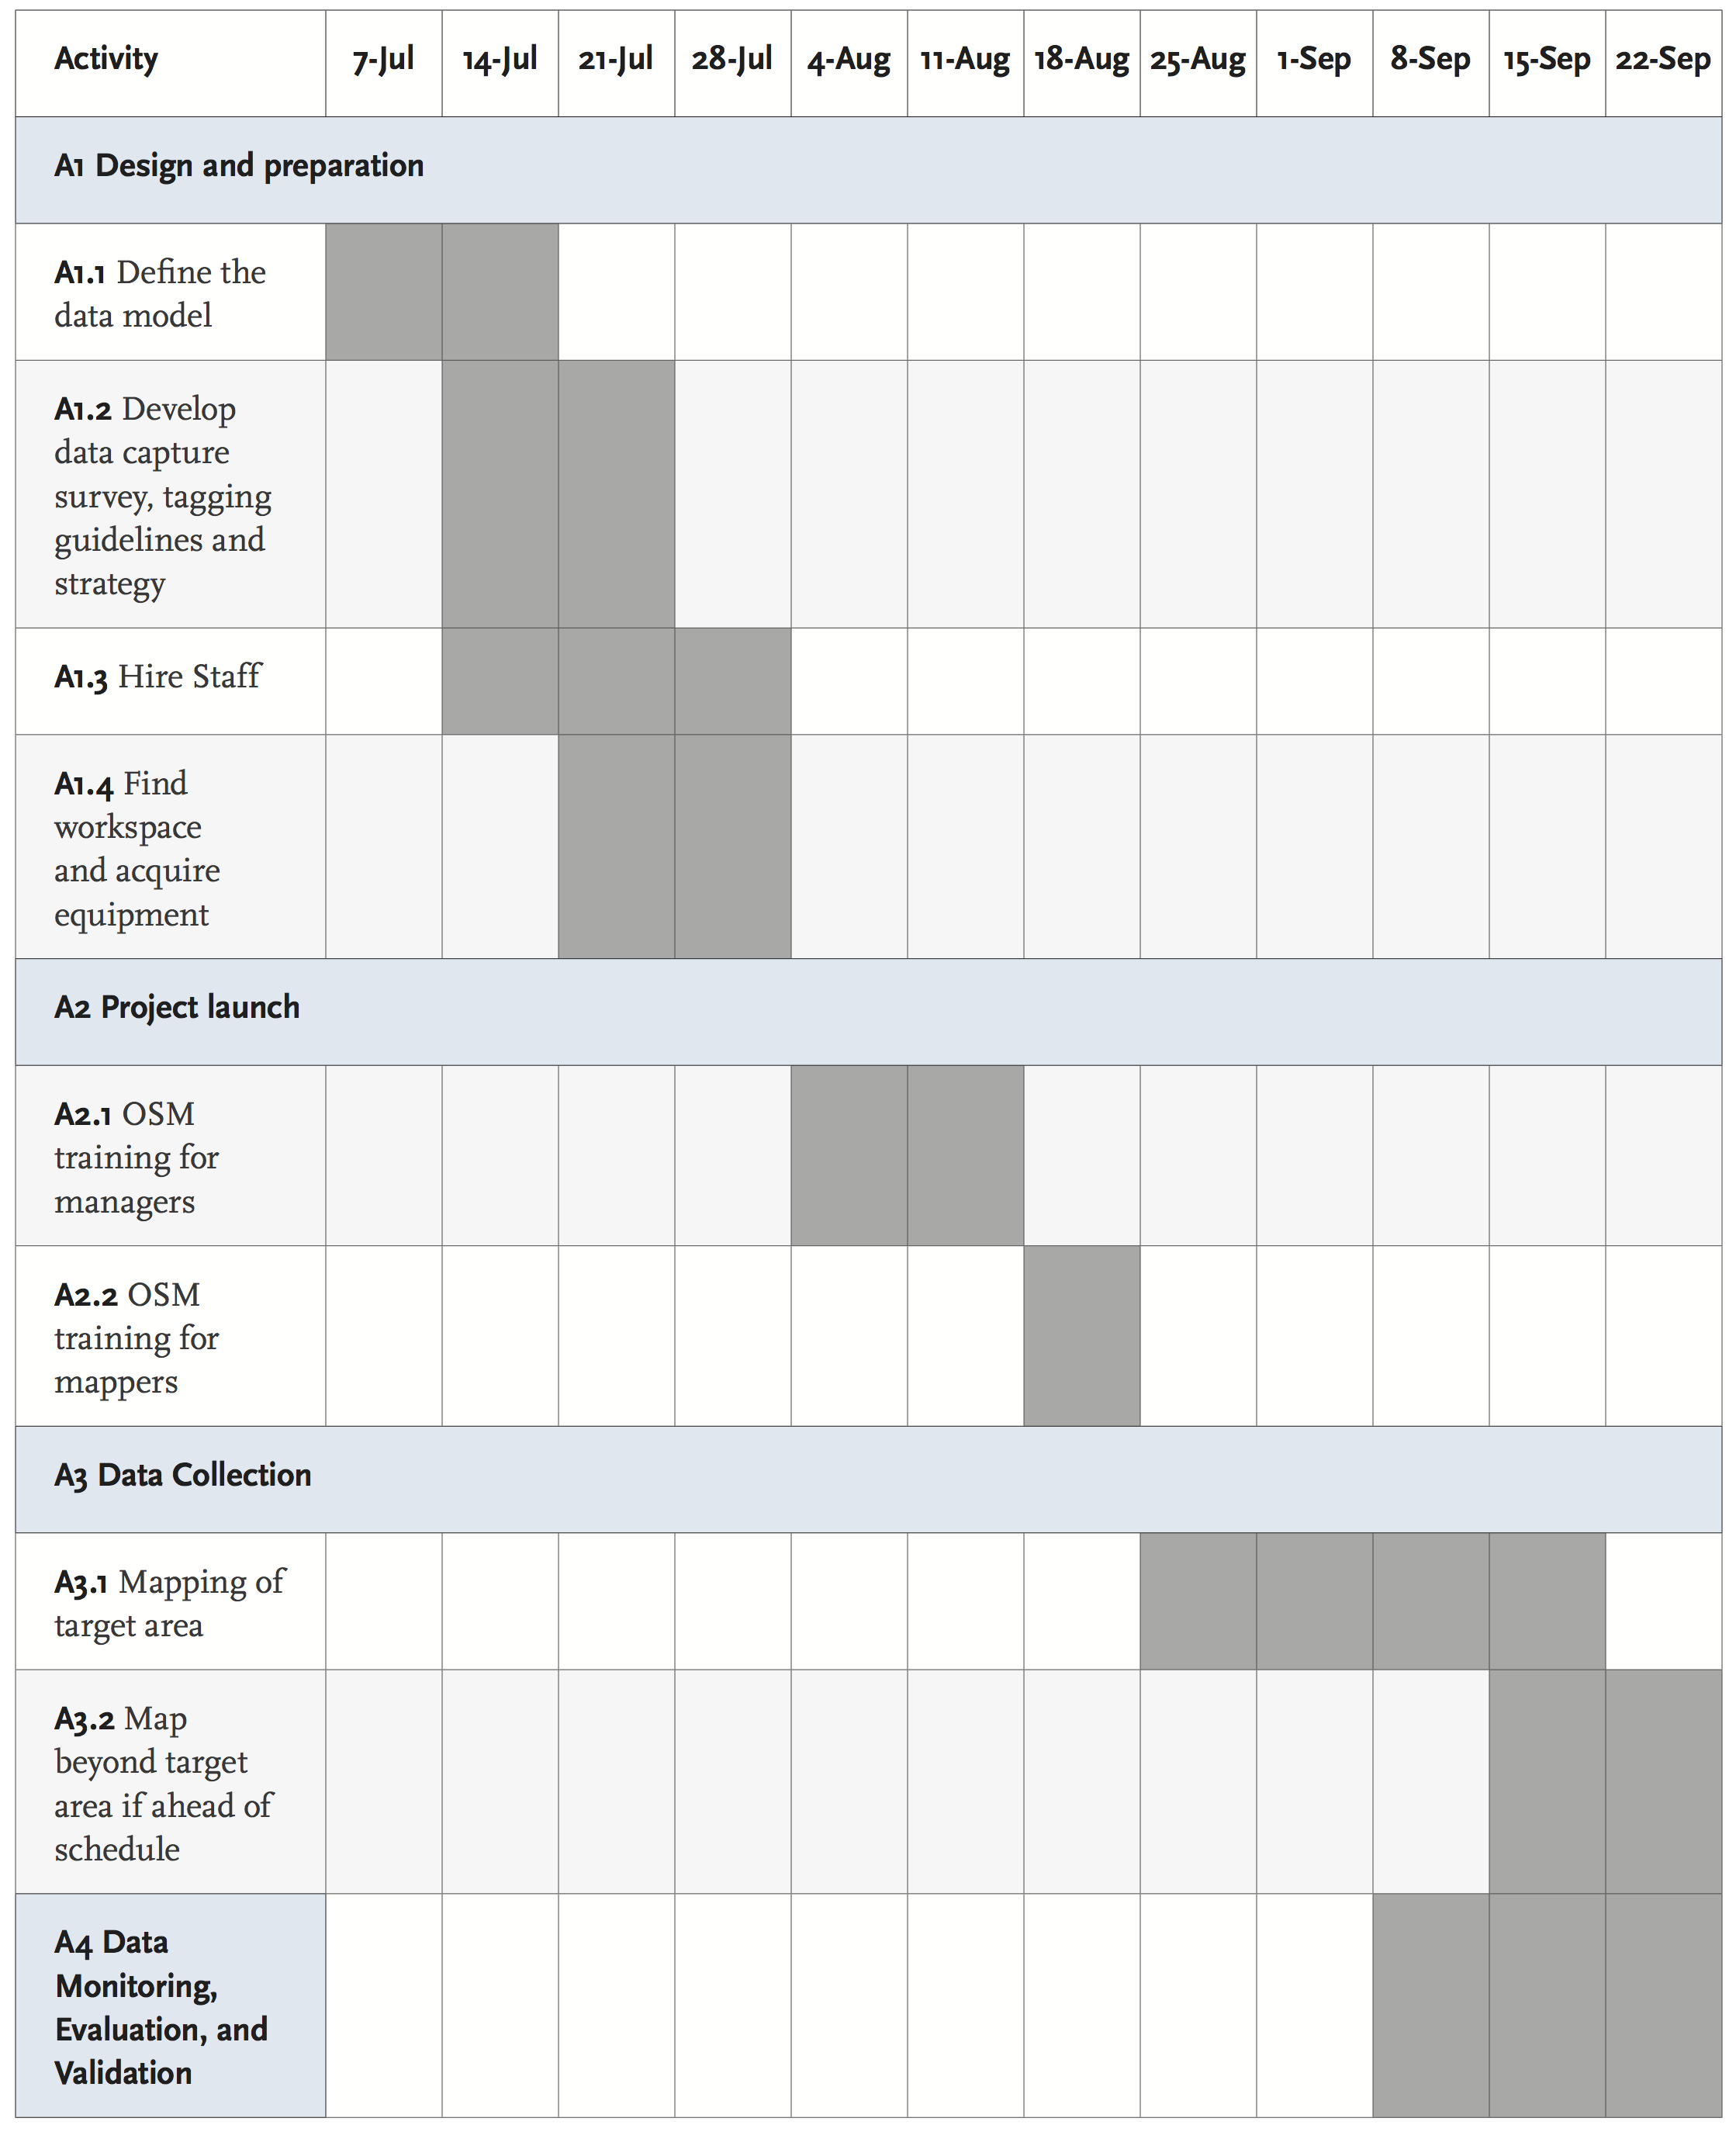 Activity 7-Jul 14-Jul 21-Jul 28-Jul 4-Aug 11-Aug 18-Aug 25-Aug 1-Sep 8-Sep 15-Sep 22-Sep
A1 Design and preparation
A1.1 Define the
data model
A1.2 Develop
data capture
survey, tagging
guidelines and
strategy
A1.3 Hire Staff
A1.4 Find
workspace
and acquire
equipment
A2 Project launch
A2.1 OSM
training for
managers
A2.2 OSM
training for
mappers
A3 Data Collection
A3.1 Mapping of
target area
A3.2 Map
beyond target
area if ahead of
schedule
A4 Data
Monitoring,
Evaluation, and
Validation